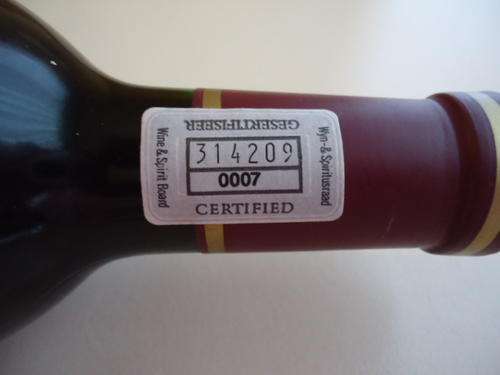 GESERTIFISEER
Wine & Spirit Board
314209
0007
Wyn- & Spiritusraad
CERTIFIED